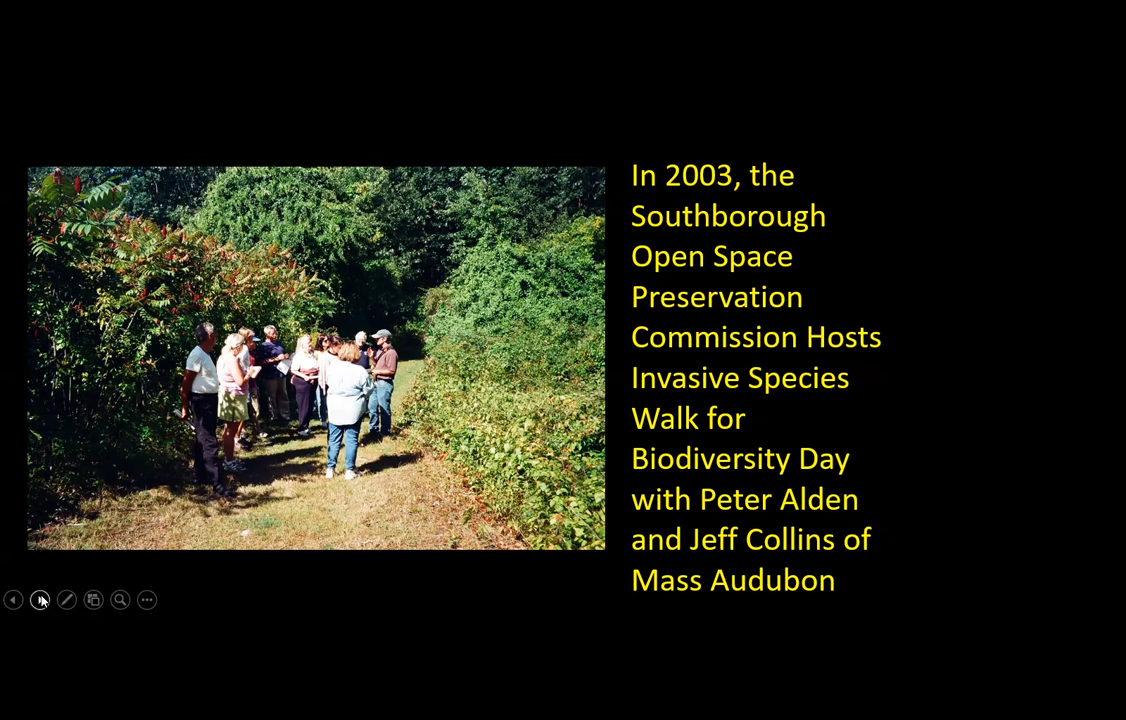 In 2003, the
Southborough
Open Space
Preservation
Commission Hosts
Invasive Species
Walk for
Biodiversity Day
with Peter Alden
and Jeff Collins of
Mass Audubon